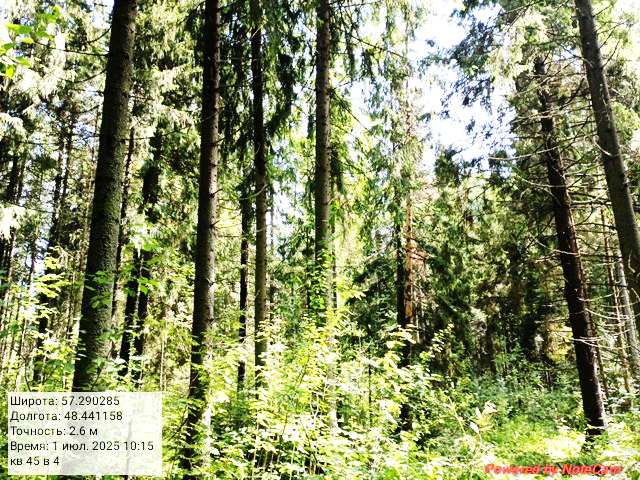 Широта: 57.290285
Долгота: 48.441158
Точность: 2.6 м
Время: 1 июл. 2025 10:15
кв 45 в 4
Powered by NoteCam